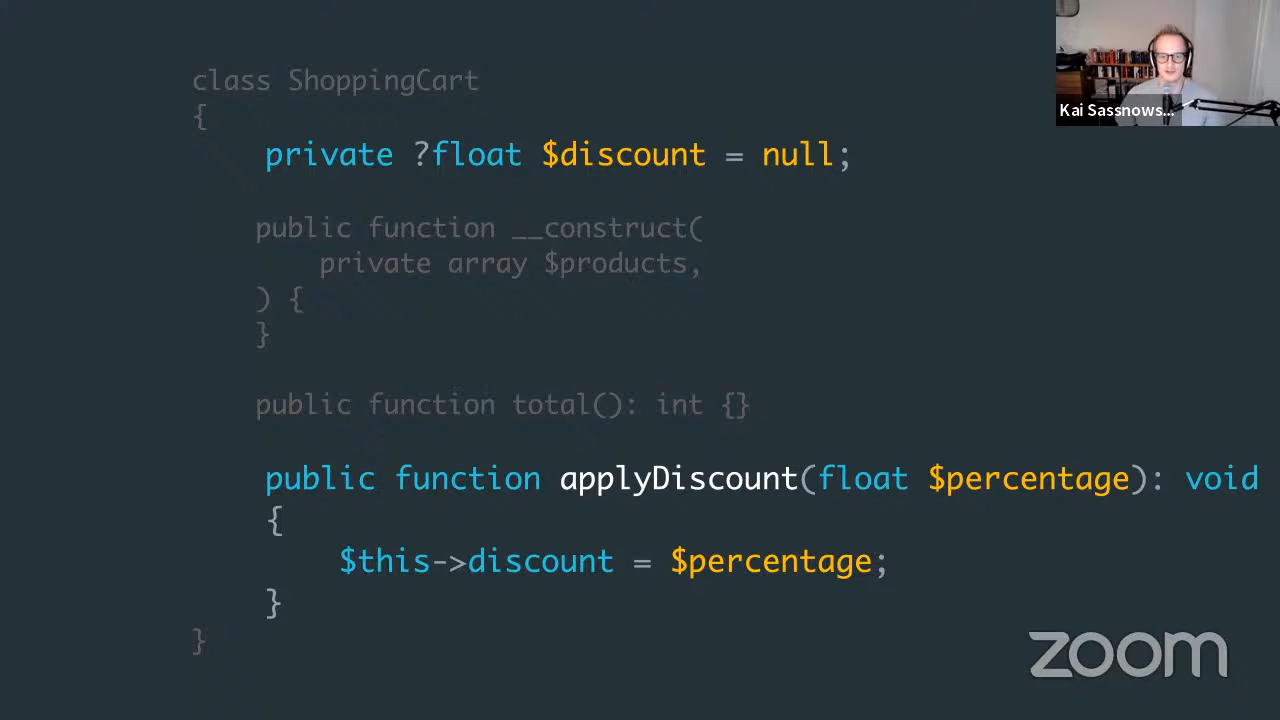 class ShoppingCart
{
private ?float $discount = null;
public function __construct(
private array $products,
) {
}
public function total(): int {}
public function applyDiscount(float $percentage): void
{
$this->discount = $percentage;
}
}
Kai Sassnows...
zoom